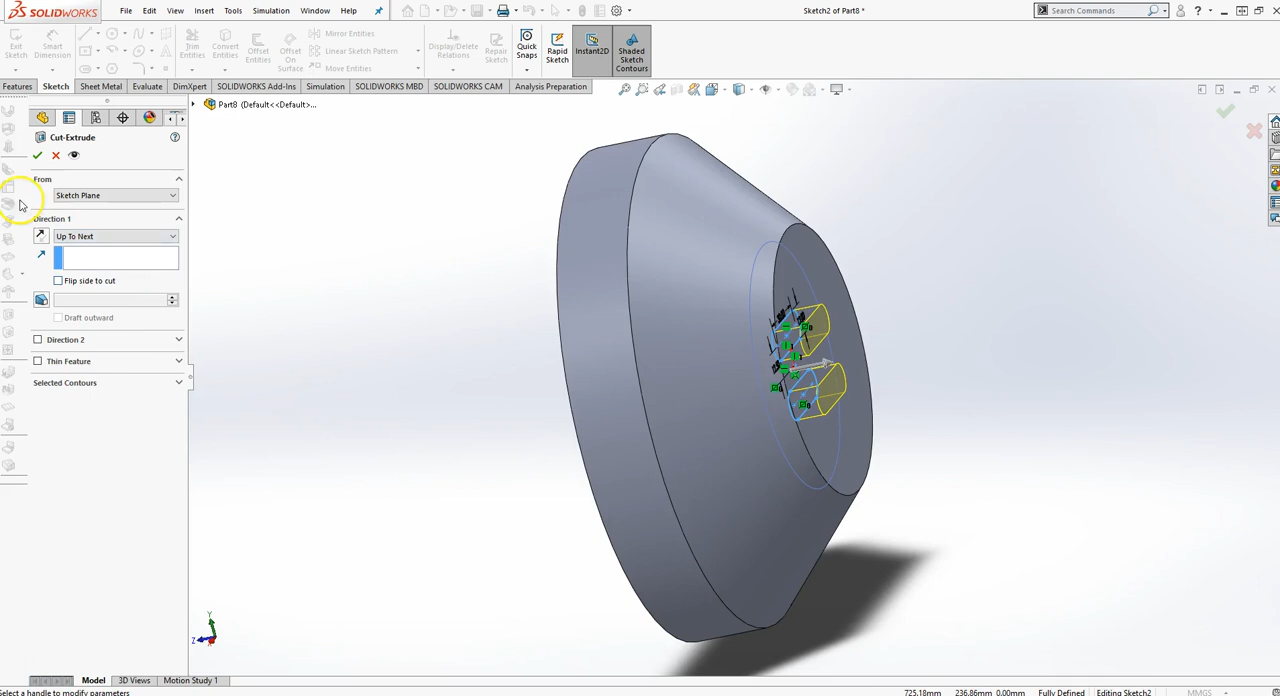 SOLIDWORKS File Edit View Insert Tools Simulation Window Help Sketch2 of Part8 * Search Commands
Exit Sketch Smart Dimension Trim Entities Convert Entities Offset Entities Offset On Surface Mirror Entities Linear Sketch Pattern Move Entities Display/Delete Relations Repair Sketch Quick Snaps Rapid Sketch Instant2D Shaded Sketch Contours
Features Sketch Sheet Metal Evaluate DimXpert SOLIDWORKS Add-Ins Simulation SOLIDWORKS MBD SOLIDWORKS CAM Analysis Preparation
Part8 (Default<<Default>...
Cut-Extrude
From
Sketch Plane
Direction 1
Up To Next
Flip side to cut
Draft outward
Direction 2
Thin Feature
Selected Contours
Y
Z
Model 3D Views Motion Study 1
Select a handle to modify parameters 725.18mm 236.86mm 0.00mm Fully Defined Editing Sketch2 MMGS